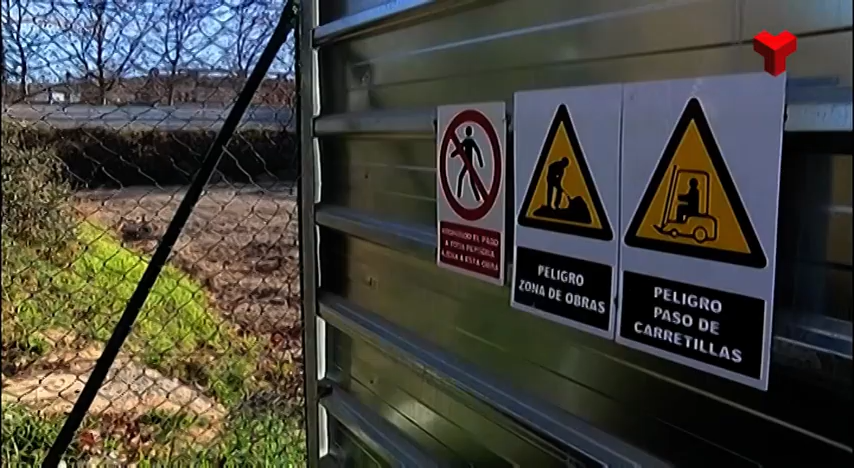 PROHIBIDO EL PASO
A TODA PERSONA
AJENA A ESTA OBRA
PELIGRO
ZONA DE OBRAS
PELIGRO
PASO DE
CARRETILLAS